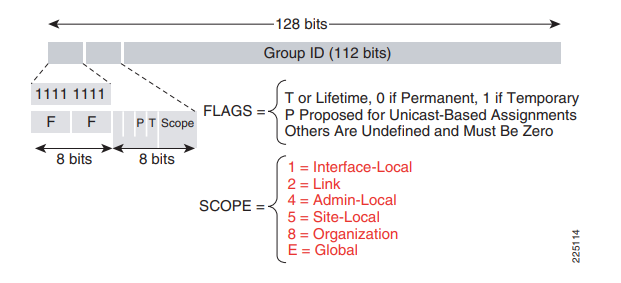 128 bits
Group ID (112 bits)
1111 1111
F F P T Scope
8 bits 8 bits
FLAGS =
T or Lifetime, 0 if Permanent, 1 if Temporary
P Proposed for Unicast-Based Assignments
Others Are Undefined and Must Be Zero
SCOPE =
1 = Interface-Local
2 = Link
4 = Admin-Local
5 = Site-Local
8 = Organization
E = Global
225114